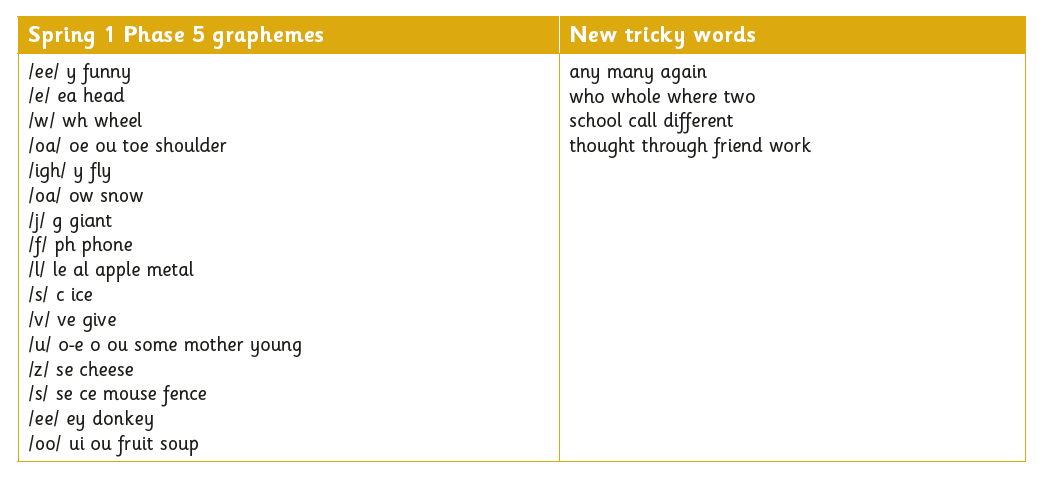 Spring 1 Phase 5 graphemes
/ee/ y funny
/e/ ea head
/w/ wh wheel
/oa/ oe ou toe shoulder
/igh/ y fly
/oa/ ow snow
/j/ g giant
/f/ ph phone
/l/ le al apple metal
/s/ c ice
/v/ ve give
/u/ o-e o ou some mother young
/z/ se cheese
/s/ se ce mouse fence
/ee/ ey donkey
/oo/ ui ou fruit soup
New tricky words
any many again
who whole where two
school call different
thought through friend work